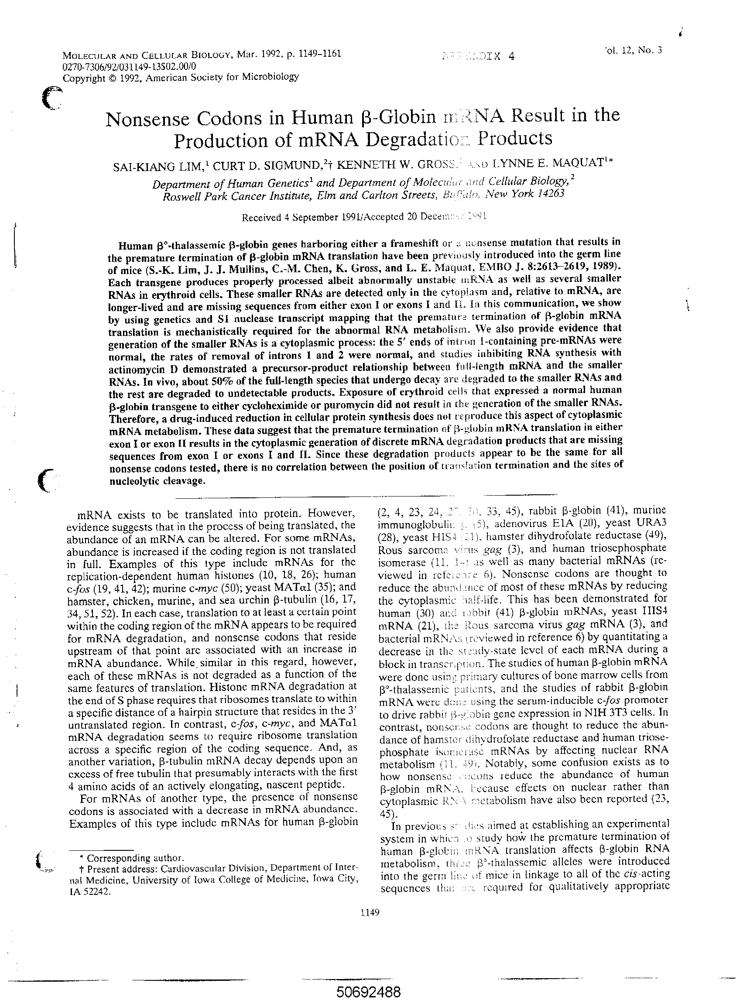 MOLECULAR AND CELLULAR BIOLOGY, Mar. 1992, p. 1149–1161
0270-7306/92/031149-13$02.00/0
Copyright © 1992, American Society for Microbiology
DIX 4
ol. 12, No. 3
Nonsense Codons in Human β-Globin mRNA Result in the
Production of mRNA Degradation Products
SAI-KIANG LIM,¹ CURT D. SIGMUND,²† KENNETH W. GROSS,² AND LYNNE E. MAQUAT¹*
Department of Human Genetics¹ and Department of Molecular and Cellular Biology,²
Roswell Park Cancer Institute, Elm and Carlton Streets, Buffalo, New York 14263
Received 4 September 1991/Accepted 20 December 1991
Human β°-thalassemic β-globin genes harboring either a frameshift or a nonsense mutation that results in
the premature termination of β-globin mRNA translation have been previously introduced into the germ line
of mice (S.-K. Lim, J. J. Mullins, C.-M. Chen, K. Gross, and L. E. Maquat, EMBO J. 8:2613–2619, 1989).
Each transgene produces properly processed albeit abnormally unstable mRNA as well as several smaller
RNAs in erythroid cells. These smaller RNAs are detected only in the cytoplasm and, relative to mRNA, are
longer-lived and are missing sequences from either exon I or exons I and II. In this communication, we show
by using genetics and S1 nuclease transcript mapping that the premature termination of β-globin mRNA
translation is mechanistically required for the abnormal RNA metabolism. We also provide evidence that
generation of the smaller RNAs is a cytoplasmic process: the 5′ ends of intron 1-containing pre-mRNAs were
normal, the rates of removal of introns 1 and 2 were normal, and studies inhibiting RNA synthesis with
actinomycin D demonstrated a precursor-product relationship between full-length mRNA and the smaller
RNAs. In vivo, about 50% of the full-length species that undergo decay are degraded to the smaller RNAs and
the rest are degraded to undetectable products. Exposure of erythroid cells that expressed a normal human
β-globin transgene to either cycloheximide or puromycin did not result in the generation of the smaller RNAs.
Therefore, a drug-induced reduction in cellular protein synthesis does not reproduce this aspect of cytoplasmic
mRNA metabolism. These data suggest that the premature termination of β-globin mRNA translation in either
exon I or exon II results in the cytoplasmic generation of discrete mRNA degradation products that are missing
sequences from exon I or exons I and II. Since these degradation products appear to be the same for all
nonsense codons tested, there is no correlation between the position of translation termination and the sites of
nucleolytic cleavage.
mRNA exists to be translated into protein. However,
evidence suggests that in the process of being translated, the
abundance of an mRNA can be altered. For some mRNAs,
abundance is increased if the coding region is not translated
in full. Examples of this type include mRNAs for the
replication-dependent human histones (10, 18, 26); human
c-fos (19, 41, 42); murine c-myc (50); yeast MATα1 (35); and
hamster, chicken, murine, and sea urchin β-tubulin (16, 17,
34, 51, 52). In each case, translation to at least a certain point
within the coding region of the mRNA appears to be required
for mRNA degradation, and nonsense codons that reside
upstream of that point are associated with an increase in
mRNA abundance. While similar in this regard, however,
each of these mRNAs is not degraded as a function of the
same features of translation. Histone mRNA degradation at
the end of S phase requires that ribosomes translate to within
a specific distance of a hairpin structure that resides in the 3′
untranslated region. In contrast, c-fos, c-myc, and MATα1
mRNA degradation seems to require ribosome translation
across a specific region of the coding sequence. And, as
another variation, β-tubulin mRNA decay depends upon an
excess of free tubulin that presumably interacts with the first
4 amino acids of an actively elongating, nascent peptide.
For mRNAs of another type, the presence of nonsense
codons is associated with a decrease in mRNA abundance.
Examples of this type include mRNAs for human β-globin
* Corresponding author.
† Present address: Cardiovascular Division, Department of Inter-
nal Medicine, University of Iowa College of Medicine, Iowa City,
IA 52242.
(2, 4, 23, 24, 33, 45), rabbit β-globin (41), murine
immunoglobulin (5), adenovirus E1A (20), yeast URA3
(28), yeast HIS4 (21), hamster dihydrofolate reductase (49),
Rous sarcoma virus gag (3), and human triosephosphate
isomerase (11, as well as many bacterial mRNAs (re-
viewed in reference 6). Nonsense codons are thought to
reduce the abundance of most of these mRNAs by reducing
the cytoplasmic half-life. This has been demonstrated for
human (30) and rabbit (41) β-globin mRNAs, yeast HIS4
mRNA (21), the Rous sarcoma virus gag mRNA (3), and
bacterial mRNAs (reviewed in reference 6) by quantitating a
decrease in the steady-state level of each mRNA during a
block in transcription. The studies of human β-globin mRNA
were done using primary cultures of bone marrow cells from
β°-thalassemic patients, and the studies of rabbit β-globin
mRNA were done using the serum-inducible c-fos promoter
to drive rabbit β-globin gene expression in NIH 3T3 cells. In
contrast, nonsense codons are thought to reduce the abun-
dance of hamster dihydrofolate reductase and human triose-
phosphate isomerase mRNAs by affecting nuclear RNA
metabolism (11, 49). Notably, some confusion exists as to
how nonsense codons reduce the abundance of human
β-globin mRNA, because effects on nuclear rather than
cytoplasmic RNA metabolism have also been reported (23,
45).
In previous studies aimed at establishing an experimental
system in which to study how the premature termination of
human β-globin mRNA translation affects β-globin RNA
metabolism, three β°-thalassemic alleles were introduced
into the germ line of mice in linkage to all of the cis-acting
sequences that are required for qualitatively appropriate
1149
50692488